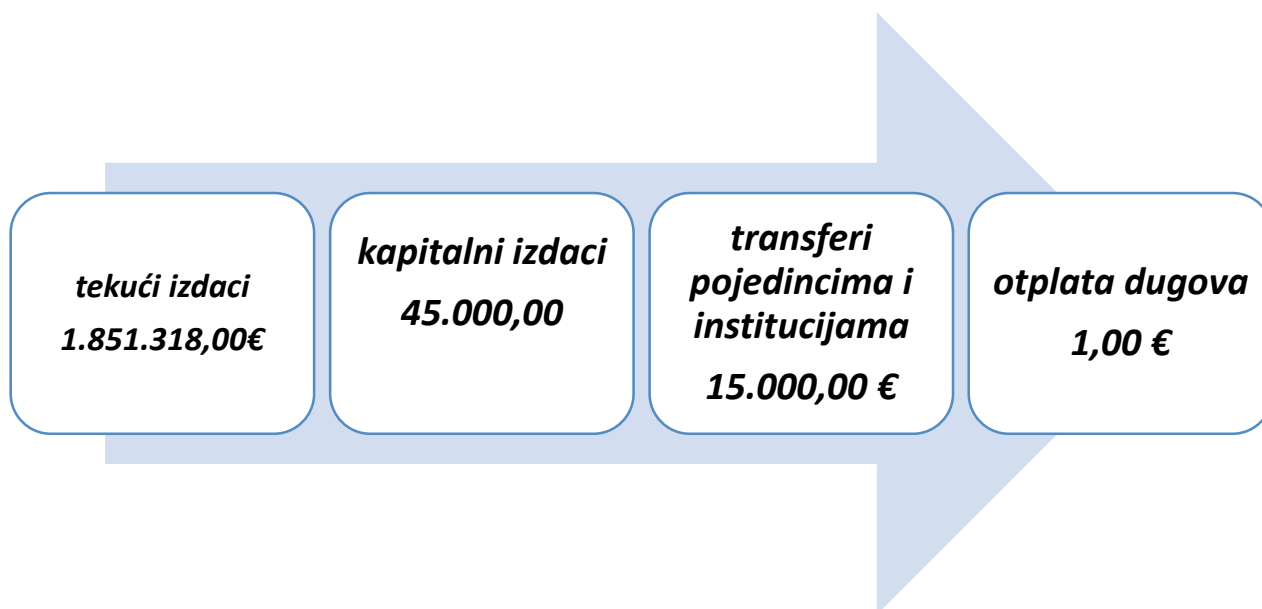 tekući izdaci
1.851.318,00€
kapitalni izdaci
45.000,00
transferi
pojedincima i
institucijama
15.000,00 €
otplata dugova
1,00 €